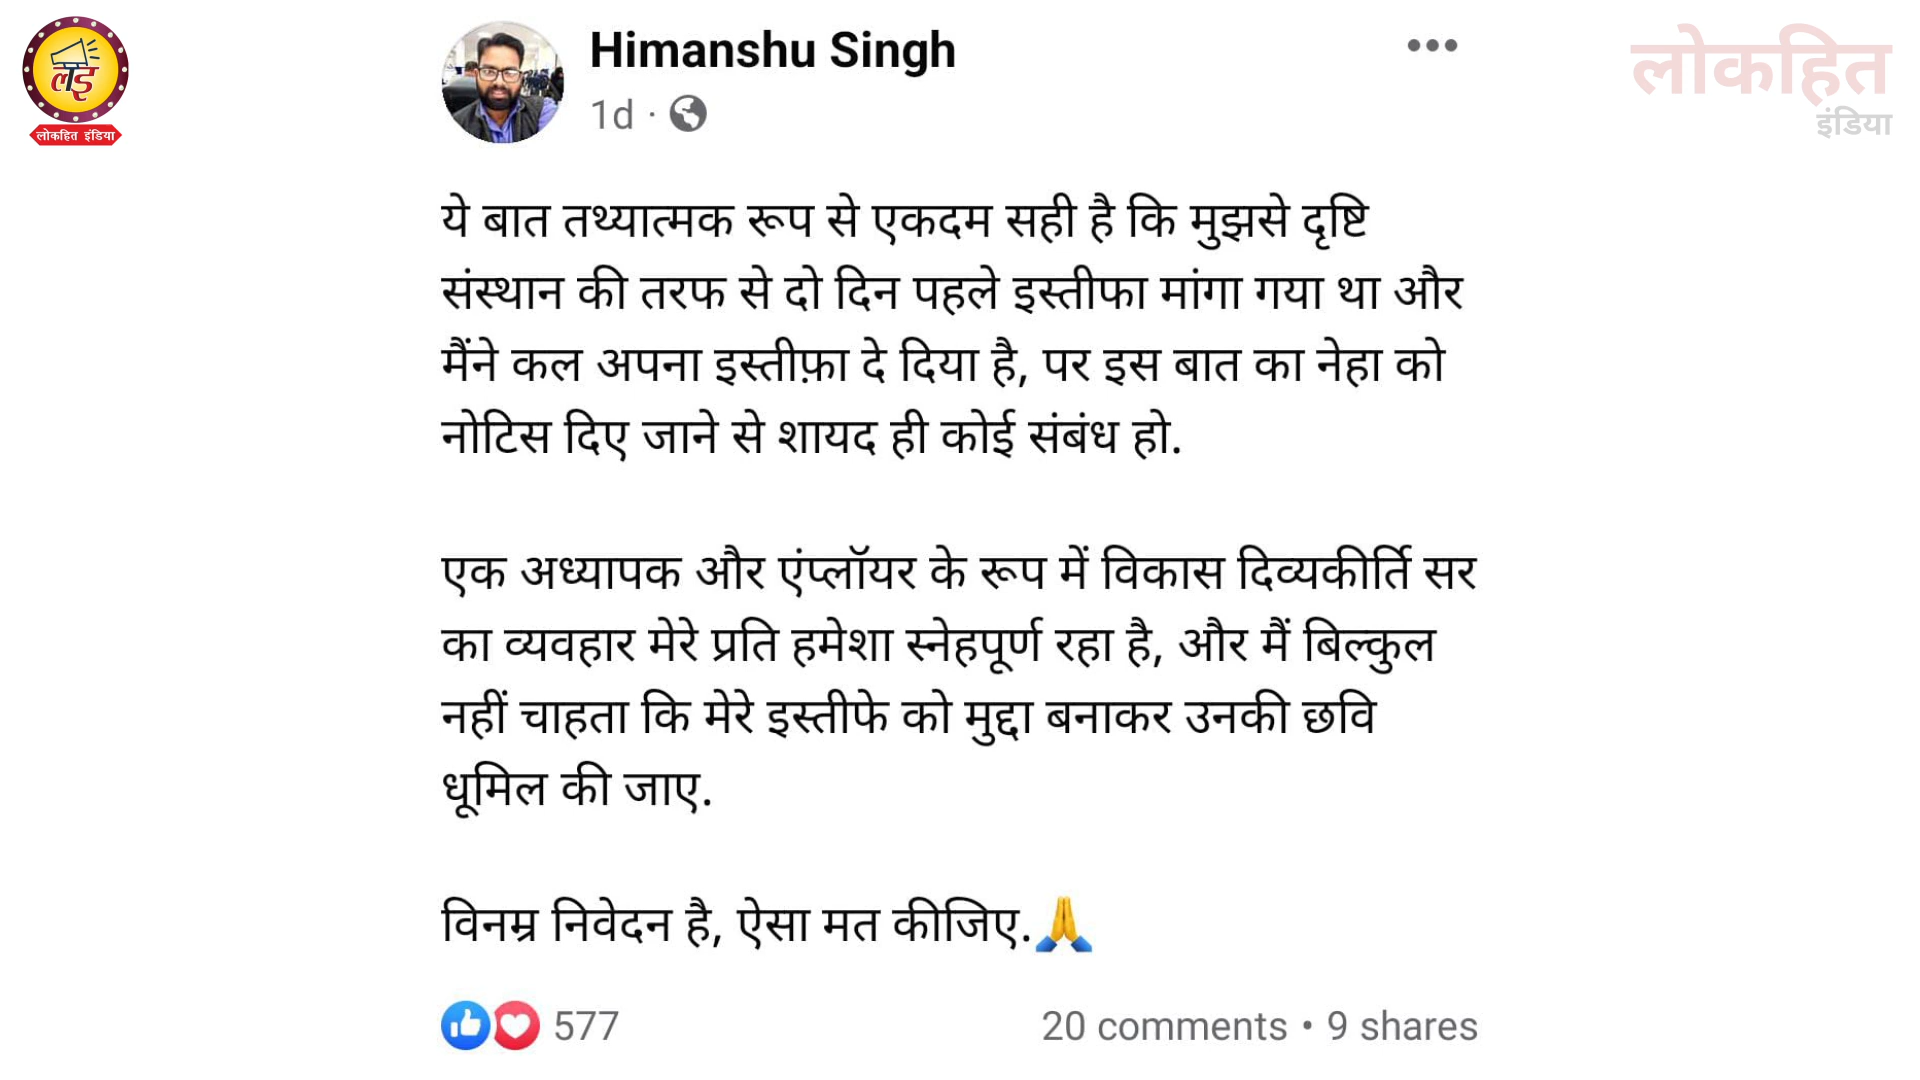 लइ
लोकहित इंडिया
Himanshu Singh
1d ·
लोकहित
इंडिया
ये बात तथ्यात्मक रूप से एकदम सही है कि मुझसे दृष्टि
संस्थान की तरफ से दो दिन पहले इस्तीफा मांगा गया था और
मैंने कल अपना इस्तीफ़ा दे दिया है, पर इस बात का नेहा को
नोटिस दिए जाने से शायद ही कोई संबंध हो.
एक अध्यापक और एंप्लॉयर के रूप में विकास दिव्यकीर्ति सर
का व्यवहार मेरे प्रति हमेशा स्नेहपूर्ण रहा है, और मैं बिल्कुल
नहीं चाहता कि मेरे इस्तीफे को मुद्दा बनाकर उनकी छवि
धूमिल की जाए.
विनम्र निवेदन है, ऐसा मत कीजिए.🙏
577
20 comments • 9 shares